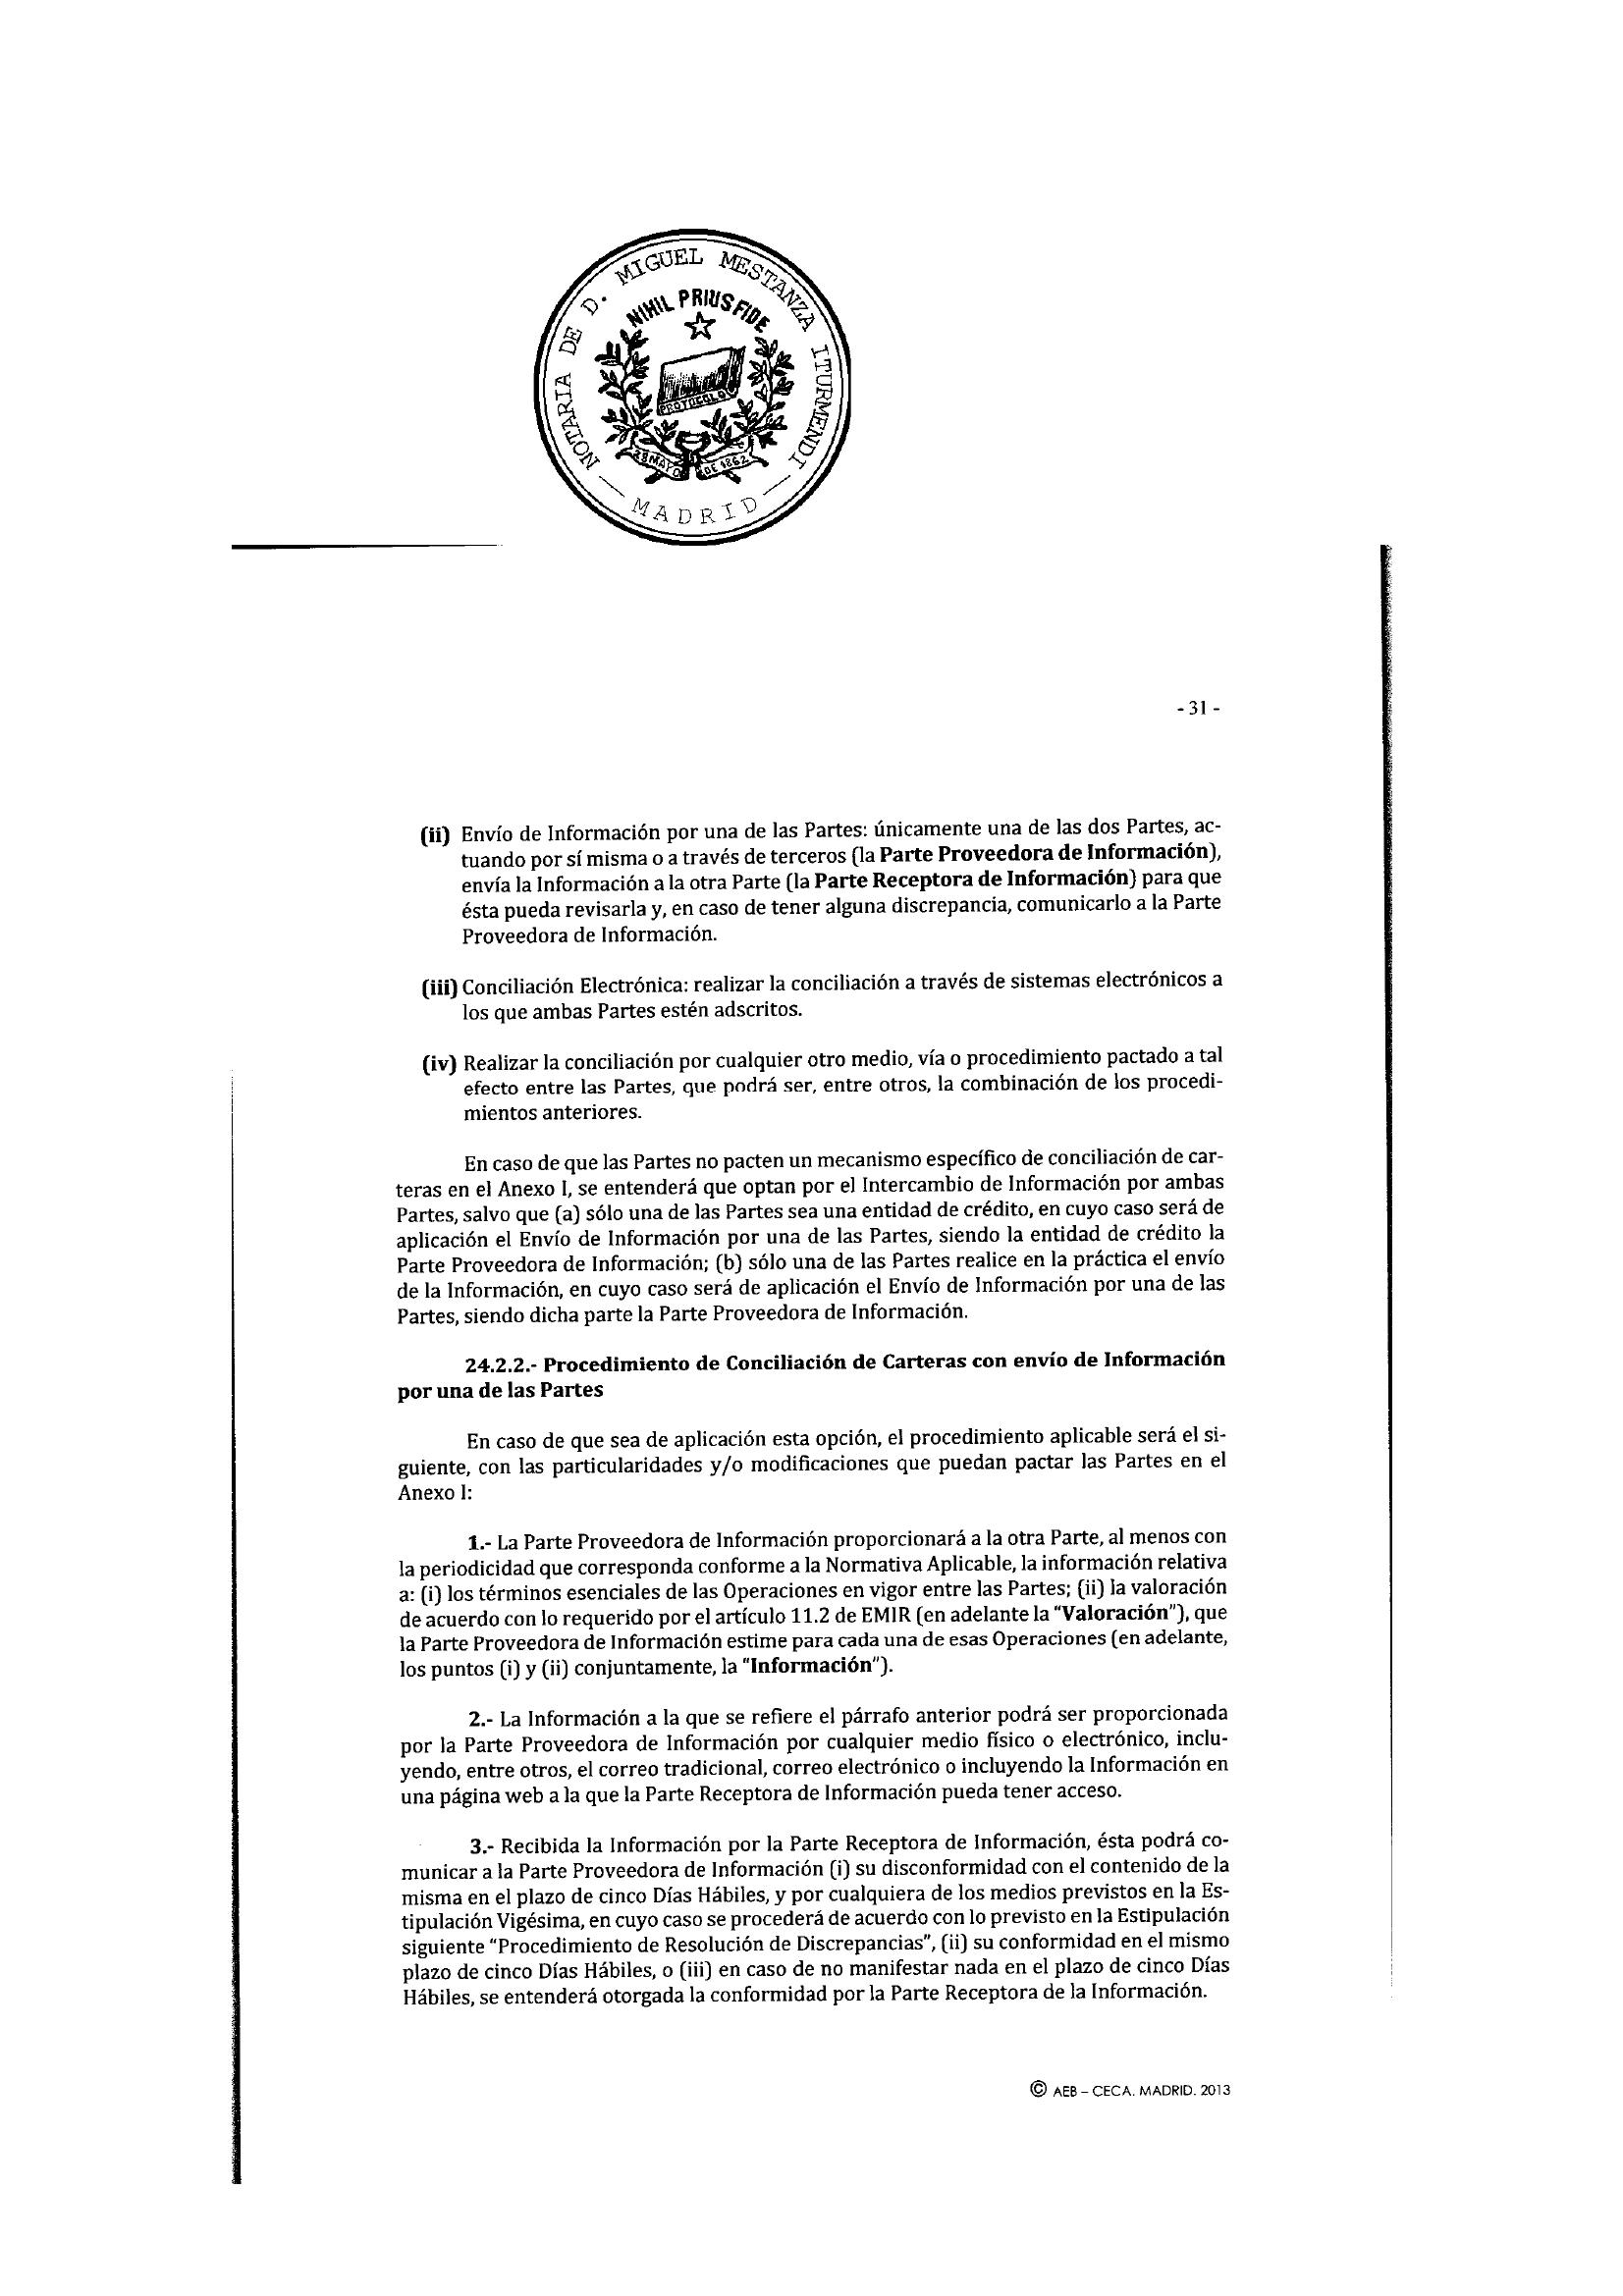 NOTARIA DE D. MIGUEL MESTANZA ITURMENDI
NIHIL PRIUS FIDE
PROTOCOLO
28 MAYO DE 1862
— MADRID —
- 31 -
(ii) Envío de Información por una de las Partes: únicamente una de las dos Partes, ac-
tuando por sí misma o a través de terceros (la Parte Proveedora de Información),
envía la Información a la otra Parte (la Parte Receptora de Información) para que
ésta pueda revisarla y, en caso de tener alguna discrepancia, comunicarlo a la Parte
Proveedora de Información.
(iii) Conciliación Electrónica: realizar la conciliación a través de sistemas electrónicos a
los que ambas Partes estén adscritos.
(iv) Realizar la conciliación por cualquier otro medio, vía o procedimiento pactado a tal
efecto entre las Partes, que podrá ser, entre otros, la combinación de los procedi-
mientos anteriores.
En caso de que las Partes no pacten un mecanismo específico de conciliación de car-
teras en el Anexo I, se entenderá que optan por el Intercambio de Información por ambas
Partes, salvo que (a) sólo una de las Partes sea una entidad de crédito, en cuyo caso será de
aplicación el Envío de Información por una de las Partes, siendo la entidad de crédito la
Parte Proveedora de Información; (b) sólo una de las Partes realice en la práctica el envío
de la Información, en cuyo caso será de aplicación el Envío de Información por una de las
Partes, siendo dicha parte la Parte Proveedora de Información.
24.2.2.- Procedimiento de Conciliación de Carteras con envío de Información
por una de las Partes
En caso de que sea de aplicación esta opción, el procedimiento aplicable será el si-
guiente, con las particularidades y/o modificaciones que puedan pactar las Partes en el
Anexo I:
1.- La Parte Proveedora de Información proporcionará a la otra Parte, al menos con
la periodicidad que corresponda conforme a la Normativa Aplicable, la información relativa
a: (i) los términos esenciales de las Operaciones en vigor entre las Partes; (ii) la valoración
de acuerdo con lo requerido por el artículo 11.2 de EMIR (en adelante la "Valoración"), que
la Parte Proveedora de Información estime para cada una de esas Operaciones (en adelante,
los puntos (i) y (ii) conjuntamente, la "Información").
2.- La Información a la que se refiere el párrafo anterior podrá ser proporcionada
por la Parte Proveedora de Información por cualquier medio físico o electrónico, inclu-
yendo, entre otros, el correo tradicional, correo electrónico o incluyendo la Información en
una página web a la que la Parte Receptora de Información pueda tener acceso.
3.- Recibida la Información por la Parte Receptora de Información, ésta podrá co-
municar a la Parte Proveedora de Información (i) su disconformidad con el contenido de la
misma en el plazo de cinco Días Hábiles, y por cualquiera de los medios previstos en la Es-
tipulación Vigésima, en cuyo caso se procederá de acuerdo con lo previsto en la Estipulación
siguiente "Procedimiento de Resolución de Discrepancias", (ii) su conformidad en el mismo
plazo de cinco Días Hábiles, o (iii) en caso de no manifestar nada en el plazo de cinco Días
Hábiles, se entenderá otorgada la conformidad por la Parte Receptora de la Información.
© AEB – CECA. MADRID. 2013